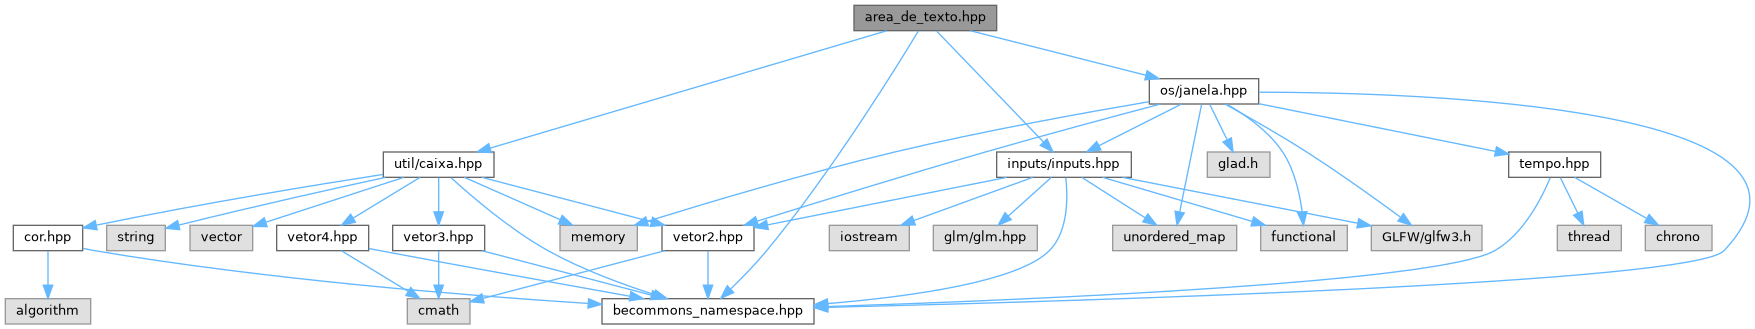 area_de_texto.hpp
os/janela.hpp
util/caixa.hpp
inputs/inputs.hpp
glad.h
tempo.hpp
cor.hpp
string
vector
vetor4.hpp
vetor3.hpp
memory
vetor2.hpp
iostream
glm/glm.hpp
unordered_map
functional
GLFW/glfw3.h
thread
chrono
algorithm
cmath
becommons_namespace.hpp